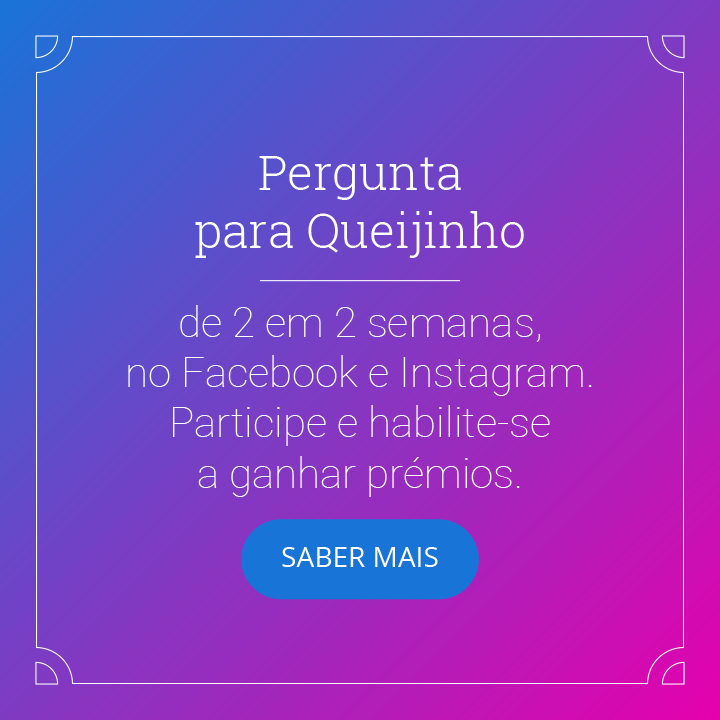 Pergunta
para Queijinho
de 2 em 2 semanas,
no Facebook e Instagram.
Participe e habilite-se
a ganhar prémios.
SABER MAIS